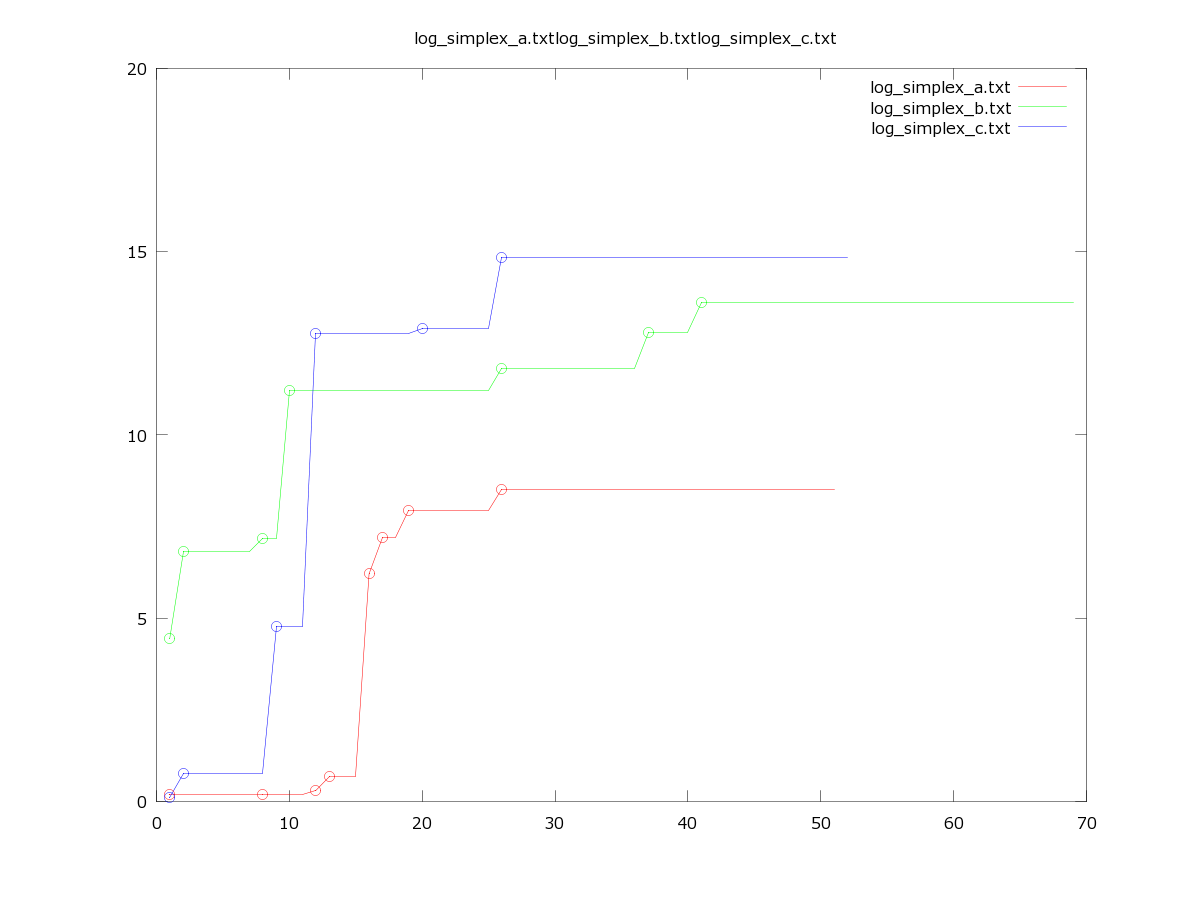 log_simplex_a.txtlog_simplex_b.txtlog_simplex_c.txt
20
log_simplex_a.txt
log_simplex_b.txt
log_simplex_c.txt
15
10
5
0
0 10 20 30 40 50 60 70